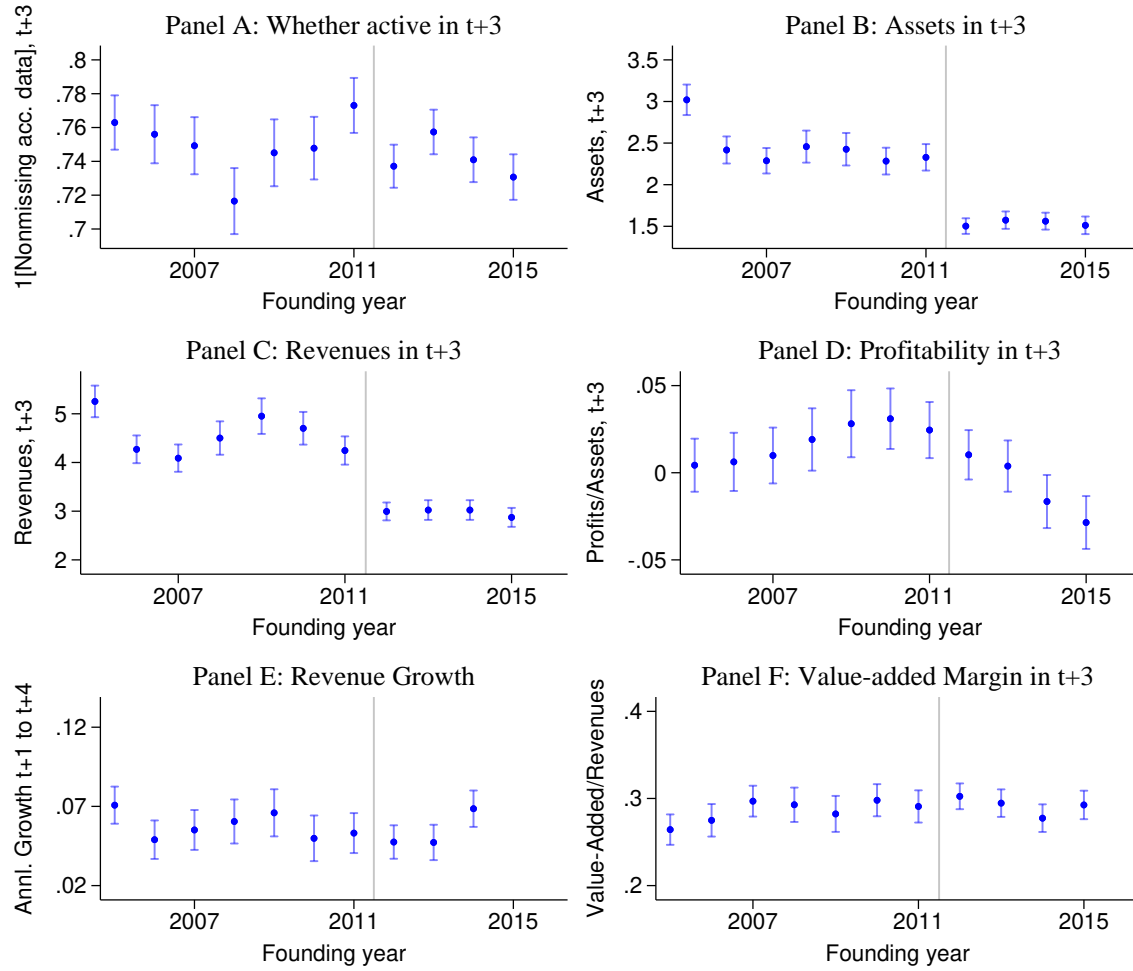 Panel A: Whether active in t+3
1[Nonmissing acc. data], t+3
.8
.78
.76
.74
.72
.7
2007
2011
2015
Founding year
Panel B: Assets in t+3
Assets, t+3
3.5
3
2.5
2
1.5
2007
2011
2015
Founding year
Panel C: Revenues in t+3
Revenues, t+3
5
4
3
2
2007
2011
2015
Founding year
Panel D: Profitability in t+3
Profits/Assets, t+3
.05
0
-.05
2007
2011
2015
Founding year
Panel E: Revenue Growth
Annl. Growth t+1 to t+4
.12
.07
.02
2007
2011
2015
Founding year
Panel F: Value-added Margin in t+3
Value-Added/Revenues
.4
.3
.2
2007
2011
2015
Founding year